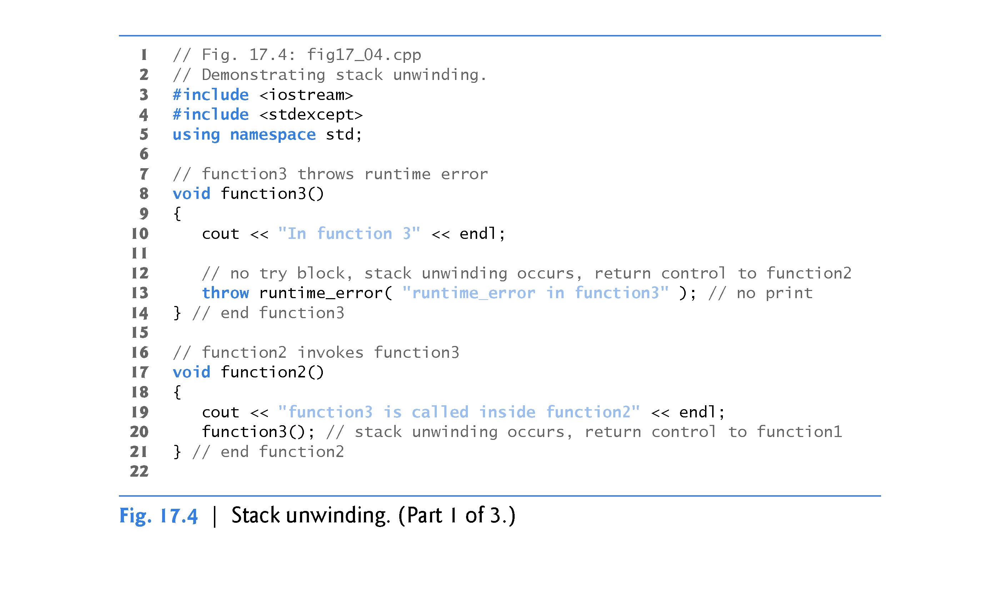 1 // Fig. 17.4: fig17_04.cpp
2 // Demonstrating stack unwinding.
3 #include <iostream>
4 #include <stdexcept>
5 using namespace std;
6
7 // function3 throws runtime error
8 void function3()
9 {
10 cout << "In function 3" << endl;
11
12 // no try block, stack unwinding occurs, return control to function2
13 throw runtime_error( "runtime_error in function3" ); // no print
14 } // end function3
15
16 // function2 invokes function3
17 void function2()
18 {
19 cout << "function3 is called inside function2" << endl;
20 function3(); // stack unwinding occurs, return control to function1
21 } // end function2
22
Fig. 17.4 | Stack unwinding. (Part 1 of 3.)